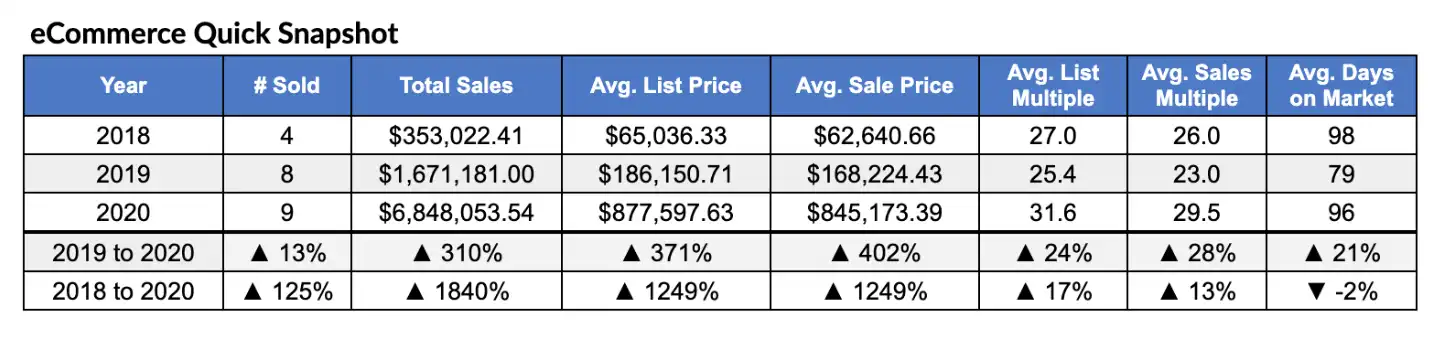 eCommerce Quick Snapshot
Year # Sold Total Sales Avg. List Price Avg. Sale Price Avg. List Multiple Avg. Sales Multiple Avg. Days on Market
2018 4 $353,022.41 $65,036.33 $62,640.66 27.0 26.0 98
2019 8 $1,671,181.00 $186,150.71 $168,224.43 25.4 23.0 79
2020 9 $6,848,053.54 $877,597.63 $845,173.39 31.6 29.5 96
2019 to 2020 ▲ 13% ▲ 310% ▲ 371% ▲ 402% ▲ 24% ▲ 28% ▲ 21%
2018 to 2020 ▲ 125% ▲ 1840% ▲ 1249% ▲ 1249% ▲ 17% ▲ 13% ▼ -2%